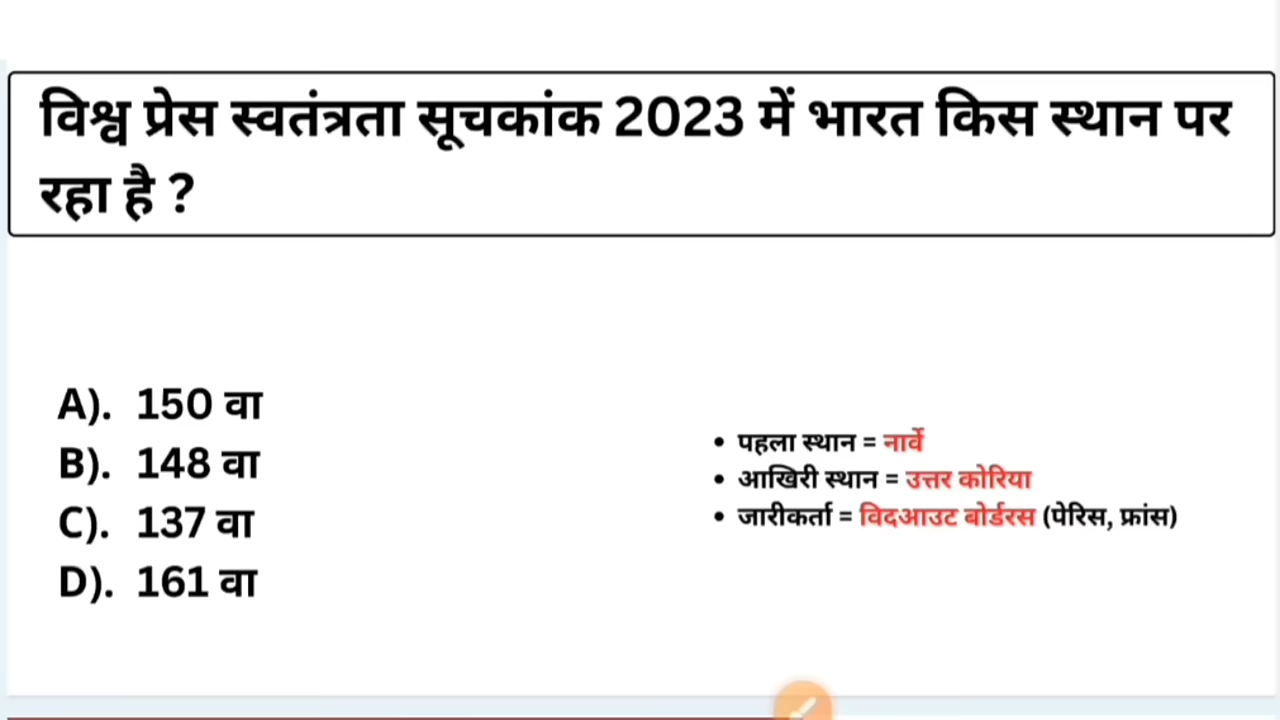 विश्व प्रेस स्वतंत्रता सूचकांक 2023 में भारत किस स्थान पर
रहा है ?
A). 150 वा
B). 148 वा
C). 137 वा
D). 161 वा
• पहला स्थान = नार्वे
• आखिरी स्थान = उत्तर कोरिया
• जारीकर्ता = विदआउट बोर्डरस (पेरिस, फ्रांस)